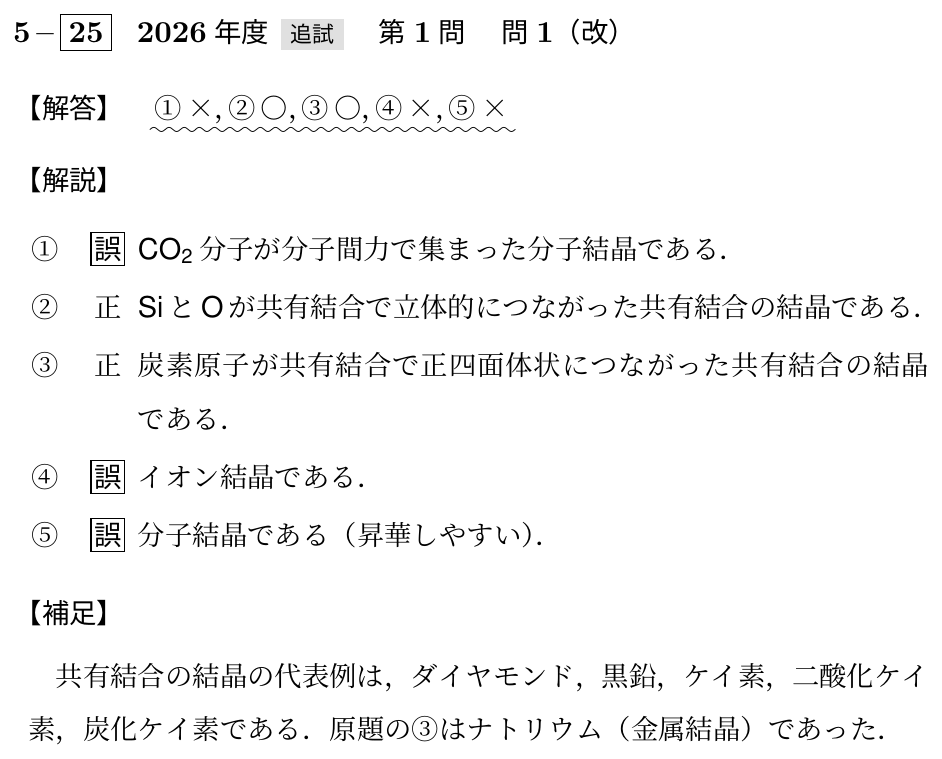 5–25 2026 年度 追試 第 1 問 問 1（改）
【解答】 ① ×, ② ○, ③ ○, ④ ×, ⑤ ×
【解説】
① 誤 CO₂ 分子が分子間力で集まった分子結晶である．
② 正 Si と O が共有結合で立体的につながった共有結合の結晶である．
③ 正 炭素原子が共有結合で正四面体状につながった共有結合の結晶
である．
④ 誤 イオン結晶である．
⑤ 誤 分子結晶である（昇華しやすい）．
【補足】
共有結合の結晶の代表例は，ダイヤモンド，黒鉛，ケイ素，二酸化ケイ
素，炭化ケイ素である．原題の③はナトリウム（金属結晶）であった．